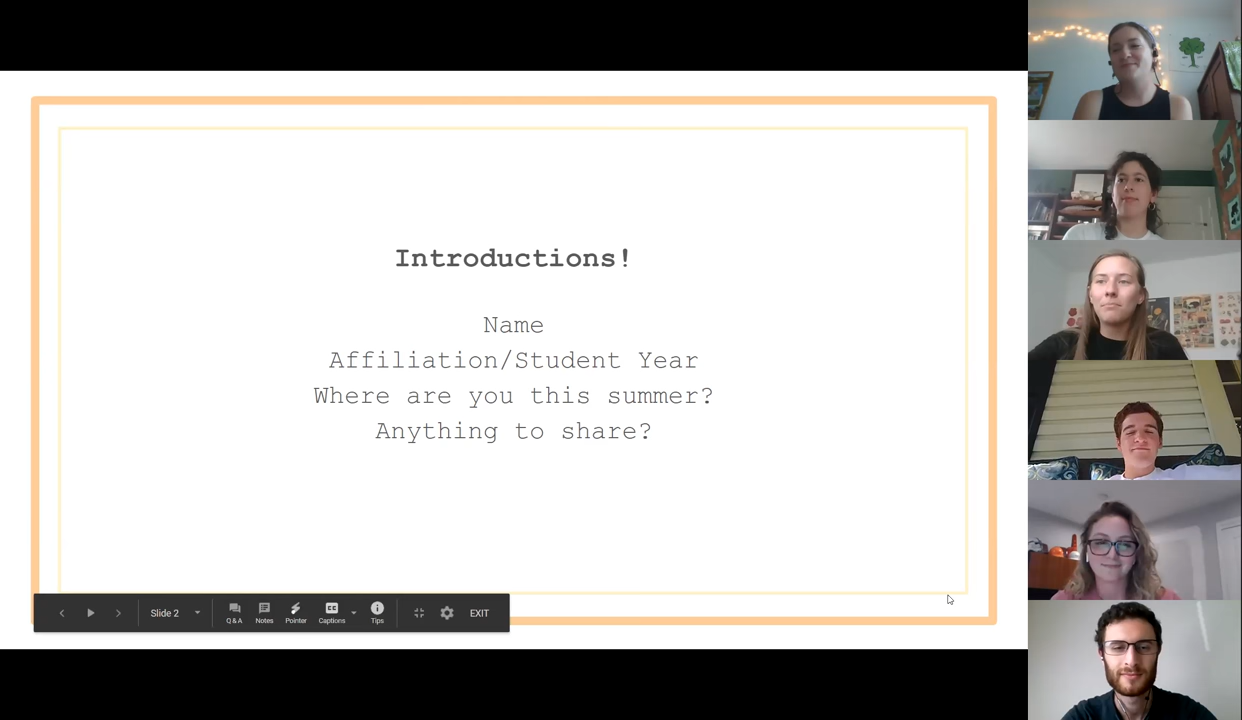 Introductions!
Name
Affiliation/Student Year
Where are you this summer?
Anything to share?
Slide 2
Q & A
Notes
Pointer
CC
Captions
Tips
EXIT